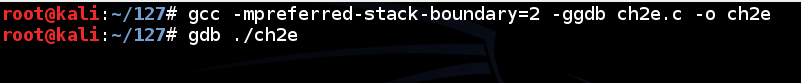 root@kali:~/127# gcc -mpreferred-stack-boundary=2 -ggdb ch2e.c -o ch2e
root@kali:~/127# gdb ./ch2e